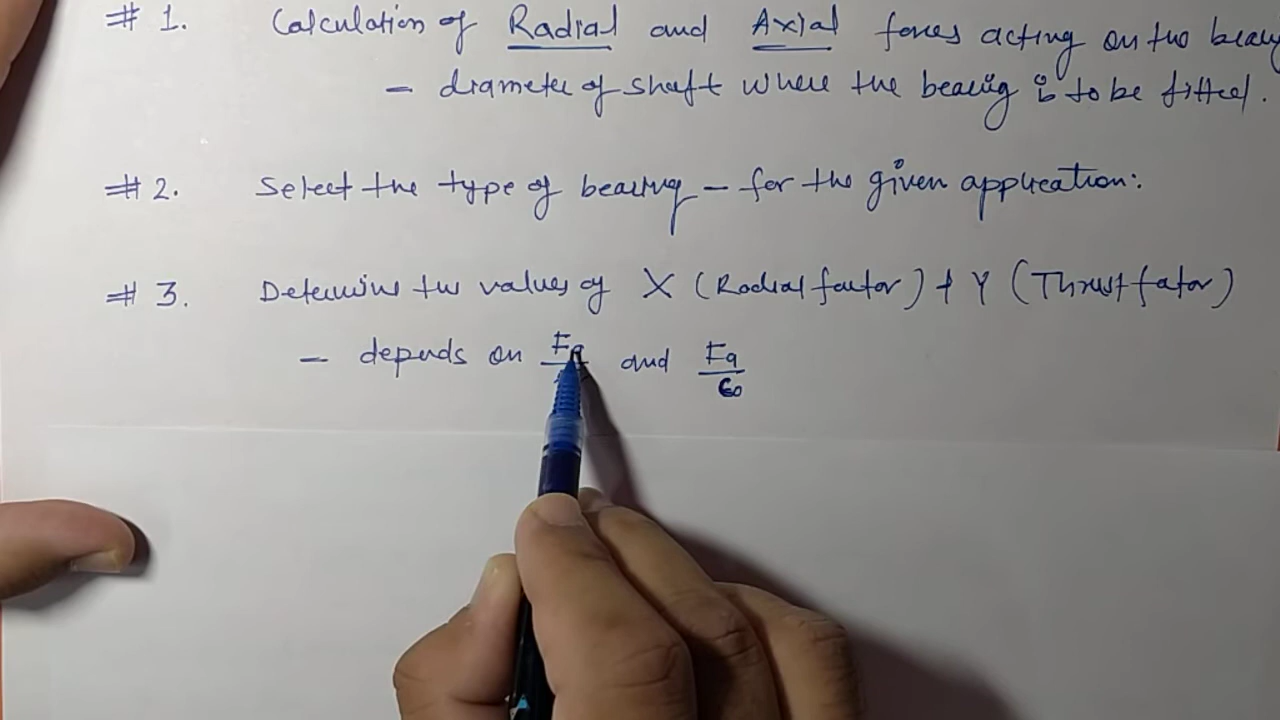 # 1. Calculation of Radial and Axial forces acting on the
- diameter of shaft where the bearing is to be fitted.
# 2. Select the type of bearing - for the given application:
# 3. Determine the values of X (Radial factor) & Y (Thrust fator)
- depends on Fa and Fa/Co